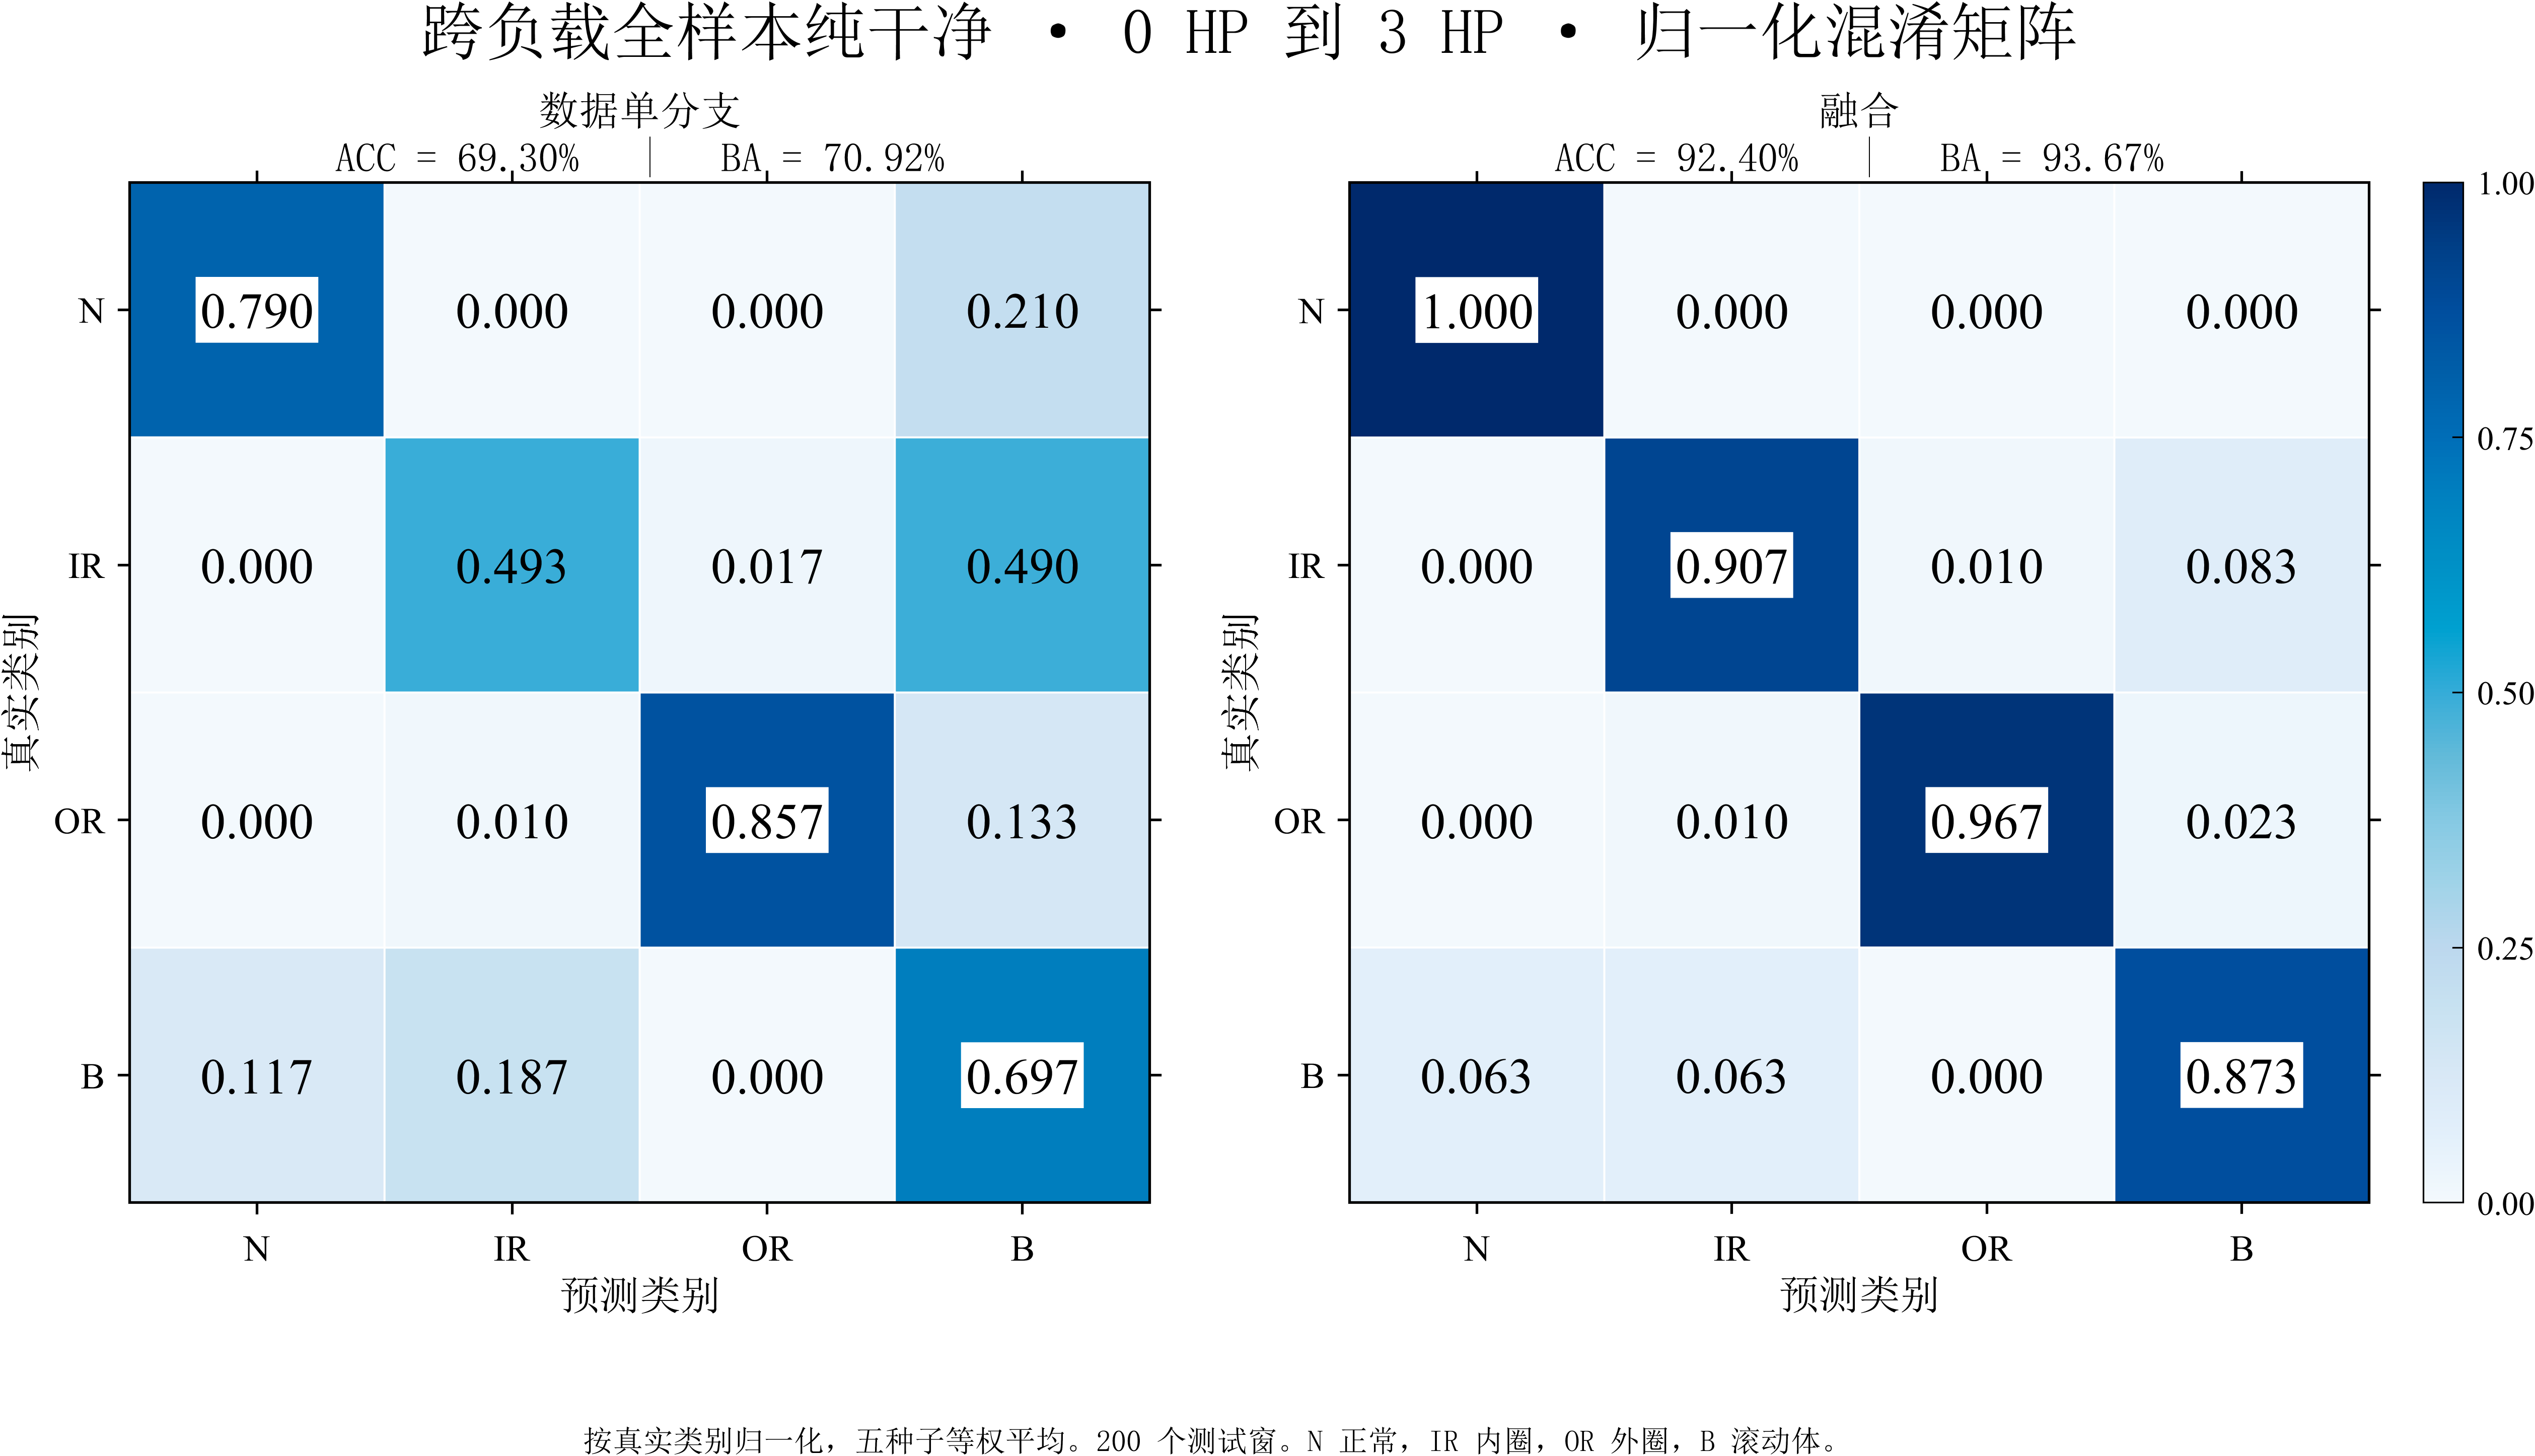 跨负载全样本纯干净 · 0 HP 到 3 HP · 归一化混淆矩阵
数据单分支
ACC = 69.30% │ BA = 70.92%
N 0.790 0.000 0.000 0.210
IR 0.000 0.493 0.017 0.490
OR 0.000 0.010 0.857 0.133
B 0.117 0.187 0.000 0.697
N IR OR B
真实类别
预测类别
融合
ACC = 92.40% │ BA = 93.67%
N 1.000 0.000 0.000 0.000
IR 0.000 0.907 0.010 0.083
OR 0.000 0.010 0.967 0.023
B 0.063 0.063 0.000 0.873
N IR OR B
真实类别
预测类别
1.00
0.75
0.50
0.25
0.00
按真实类别归一化，五种子等权平均。200 个测试窗。N 正常，IR 内圈，OR 外圈，B 滚动体。